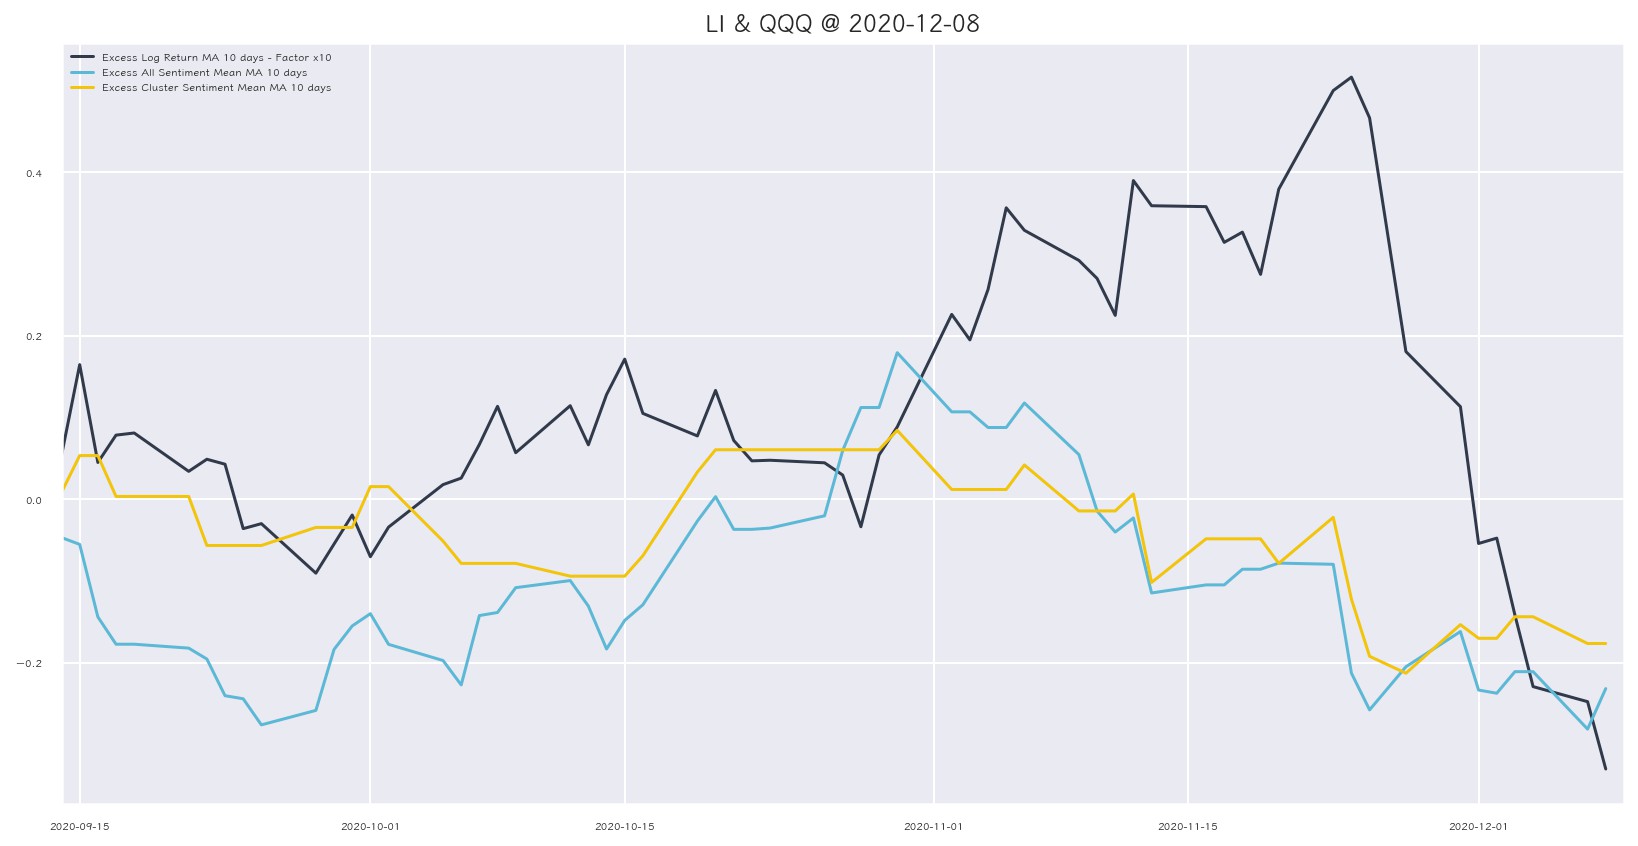 LI & QQQ @ 2020-12-08
Excess Log Return MA 10 days - Factor x10
Excess All Sentiment Mean MA 10 days
Excess Cluster Sentiment Mean MA 10 days
0.4
0.2
0.0
−0.2
2020-09-15 2020-10-01 2020-10-15 2020-11-01 2020-11-15 2020-12-01